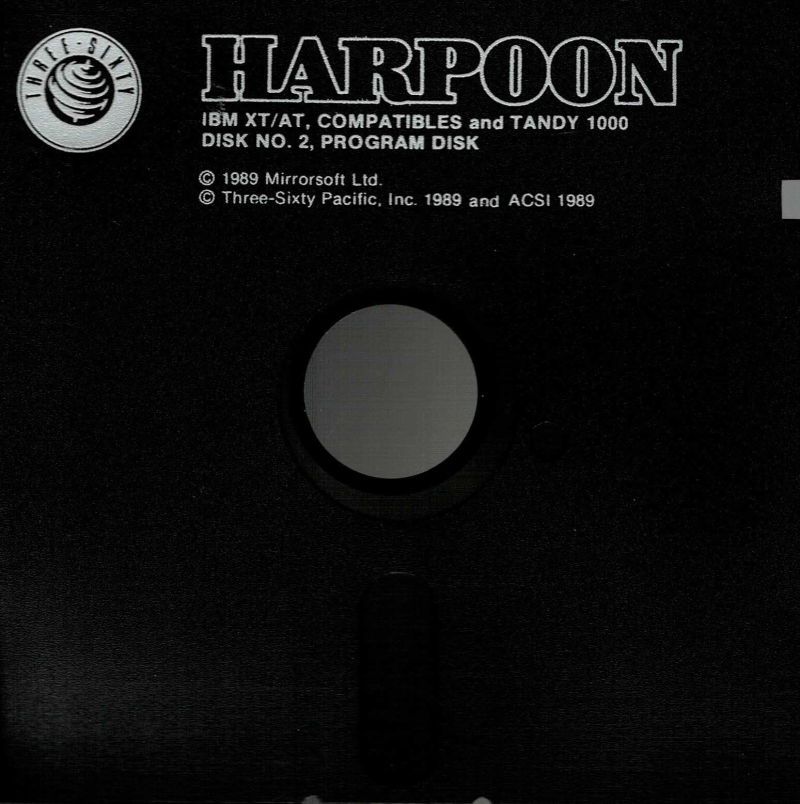 THREE-SIXTY
HARPOON
IBM XT/AT, COMPATIBLES and TANDY 1000
DISK NO. 2, PROGRAM DISK
© 1989 Mirrorsoft Ltd.
© Three-Sixty Pacific, Inc. 1989 and ACSI 1989